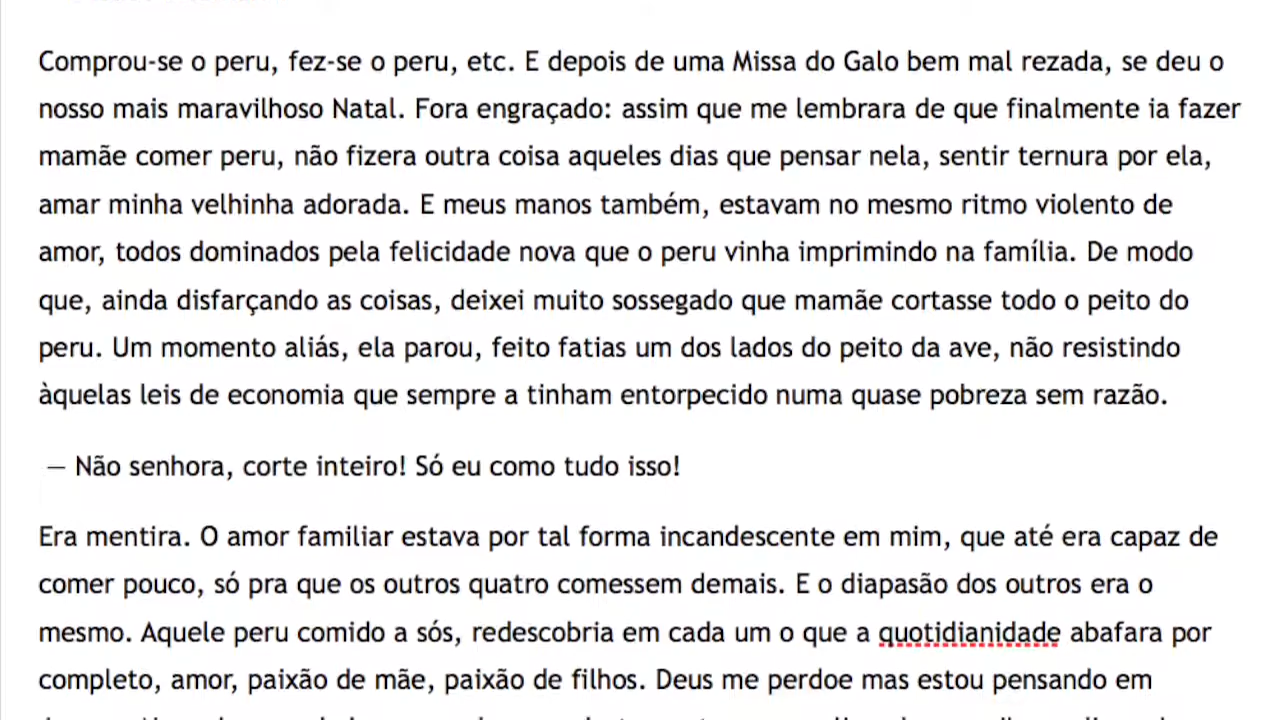 Comprou-se o peru, fez-se o peru, etc. E depois de uma Missa do Galo bem mal rezada, se deu o
nosso mais maravilhoso Natal. Fora engraçado: assim que me lembrara de que finalmente ia fazer
mamãe comer peru, não fizera outra coisa aqueles dias que pensar nela, sentir ternura por ela,
amar minha velhinha adorada. E meus manos também, estavam no mesmo ritmo violento de
amor, todos dominados pela felicidade nova que o peru vinha imprimindo na família. De modo
que, ainda disfarçando as coisas, deixei muito sossegado que mamãe cortasse todo o peito do
peru. Um momento aliás, ela parou, feito fatias um dos lados do peito da ave, não resistindo
àquelas leis de economia que sempre a tinham entorpecido numa quase pobreza sem razão.
— Não senhora, corte inteiro! Só eu como tudo isso!
Era mentira. O amor familiar estava por tal forma incandescente em mim, que até era capaz de
comer pouco, só pra que os outros quatro comessem demais. E o diapasão dos outros era o
mesmo. Aquele peru comido a sós, redescobria em cada um o que a quotidianidade abafara por
completo, amor, paixão de mãe, paixão de filhos. Deus me perdoe mas estou pensando em